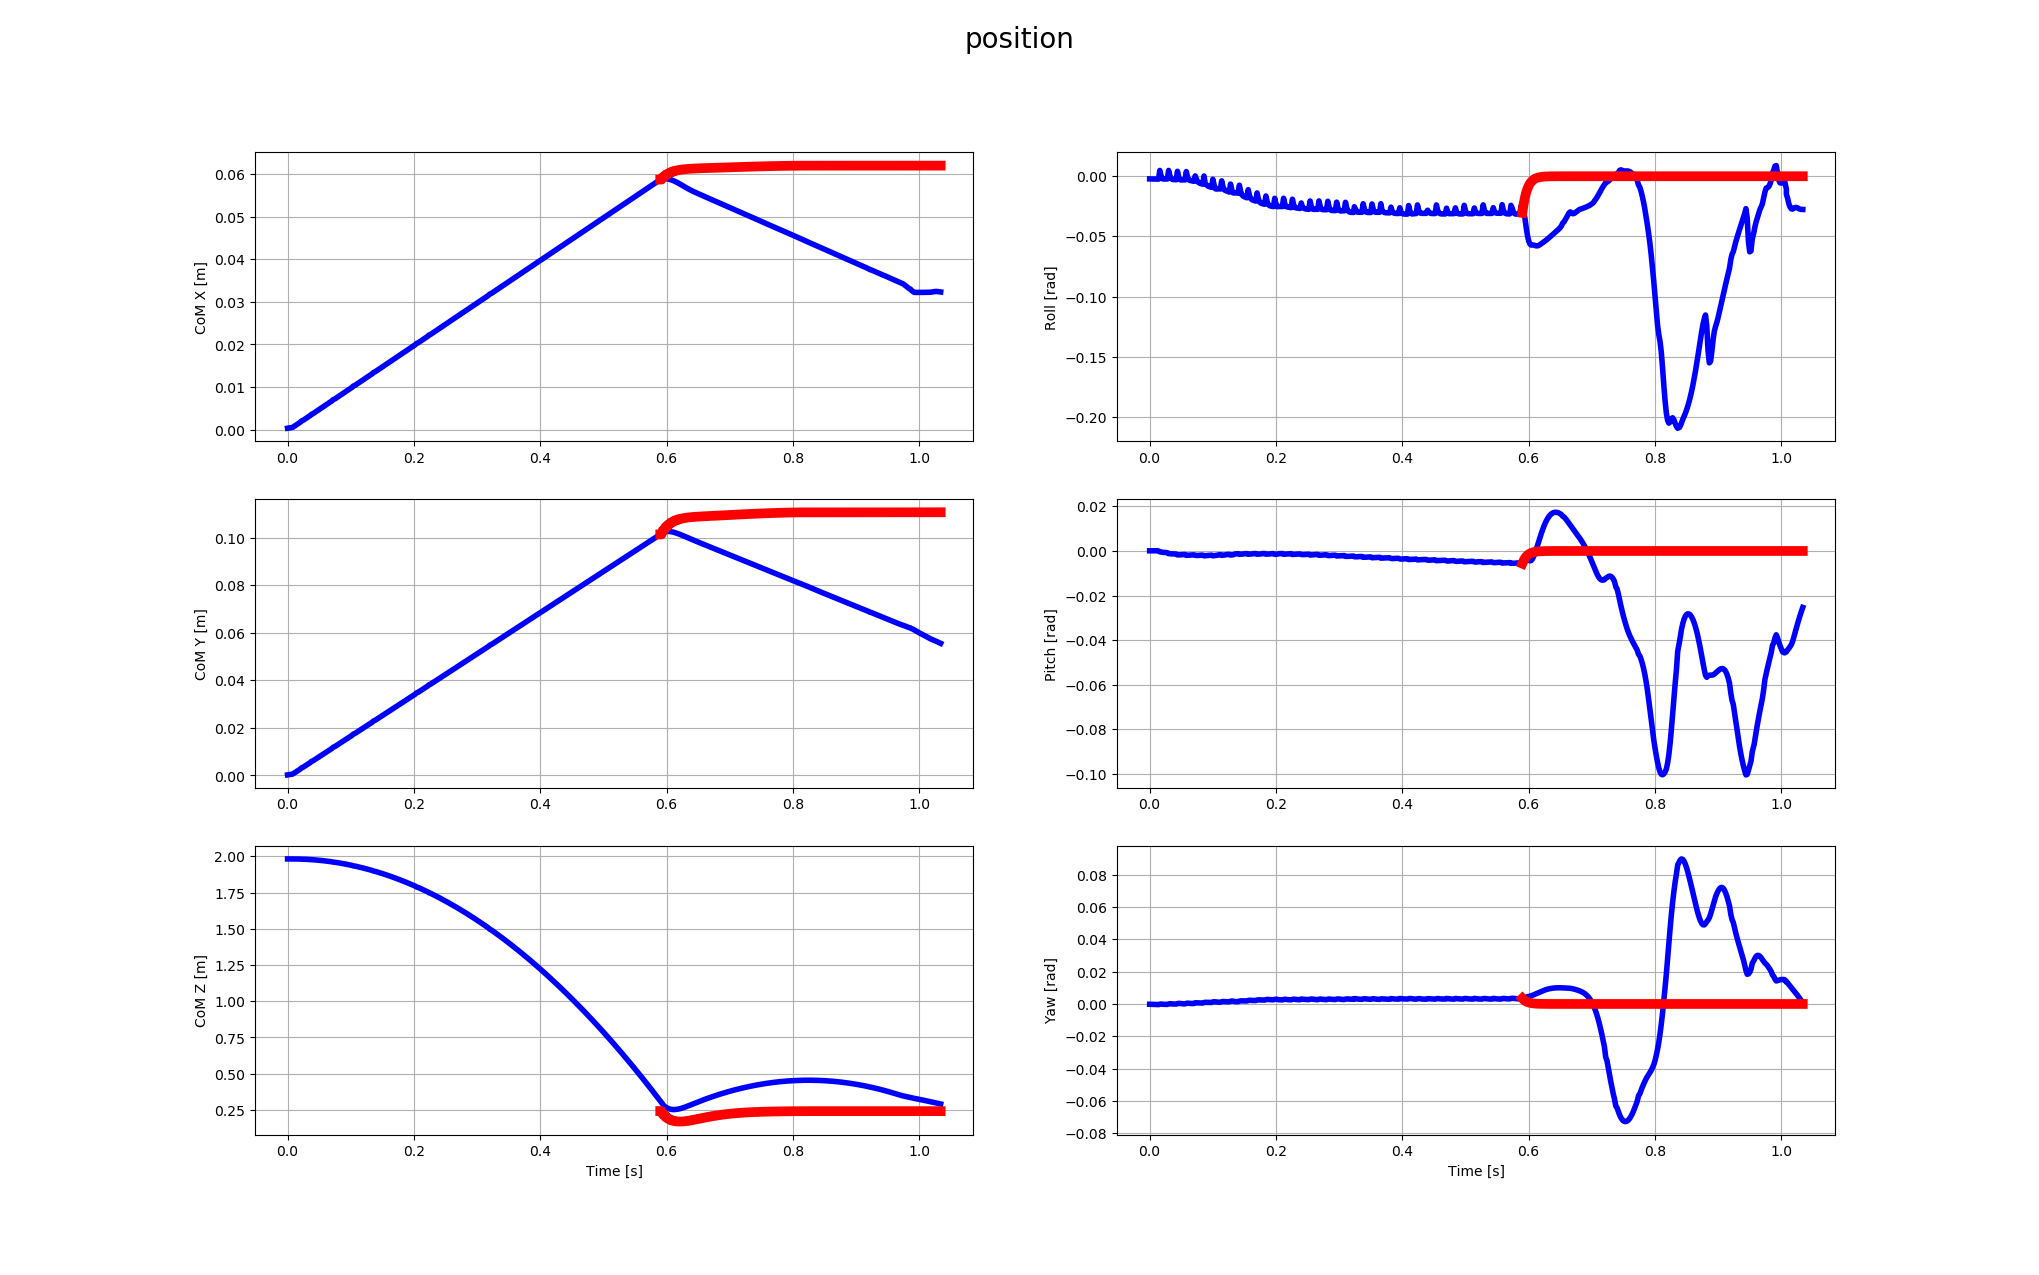 position
CoM X [m]
0.06
0.05
0.04
0.03
0.02
0.01
0.00
0.0 0.2 0.4 0.6 0.8 1.0
Roll [rad]
0.00
−0.05
−0.10
−0.15
−0.20
0.0 0.2 0.4 0.6 0.8 1.0
CoM Y [m]
0.10
0.08
0.06
0.04
0.02
0.00
0.0 0.2 0.4 0.6 0.8 1.0
Pitch [rad]
0.02
0.00
−0.02
−0.04
−0.06
−0.08
−0.10
0.0 0.2 0.4 0.6 0.8 1.0
CoM Z [m]
2.00
1.75
1.50
1.25
1.00
0.75
0.50
0.25
0.0 0.2 0.4 0.6 0.8 1.0
Time [s]
Yaw [rad]
0.08
0.06
0.04
0.02
0.00
−0.02
−0.04
−0.06
−0.08
0.0 0.2 0.4 0.6 0.8 1.0
Time [s]